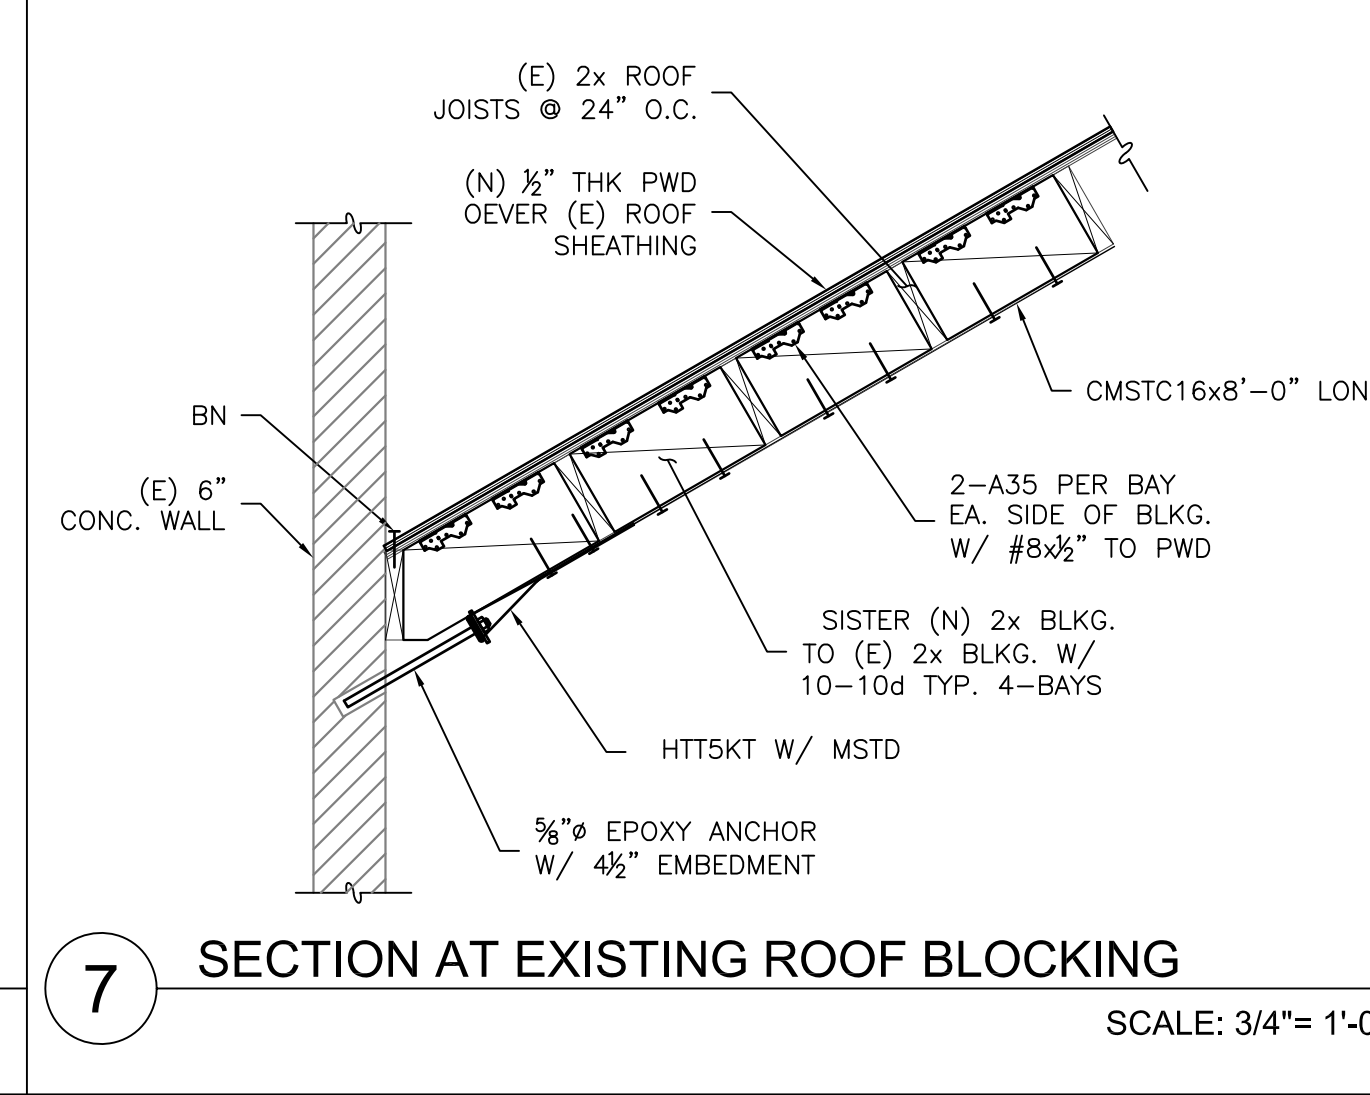 (E) 2x ROOF
JOISTS @ 24" O.C.
(N) ½" THK PWD
OEVER (E) ROOF
SHEATHING
BN
(E) 6"
CONC. WALL
CMSTC16x8'-0" LON
2-A35 PER BAY
EA. SIDE OF BLKG.
W/ #8x½" TO PWD
SISTER (N) 2x BLKG.
TO (E) 2x BLKG. W/
10-10d TYP. 4-BAYS
HTT5KT W/ MSTD
⅝"ø EPOXY ANCHOR
W/ 4½" EMBEDMENT
7
SECTION AT EXISTING ROOF BLOCKING
SCALE: 3/4"= 1'-0